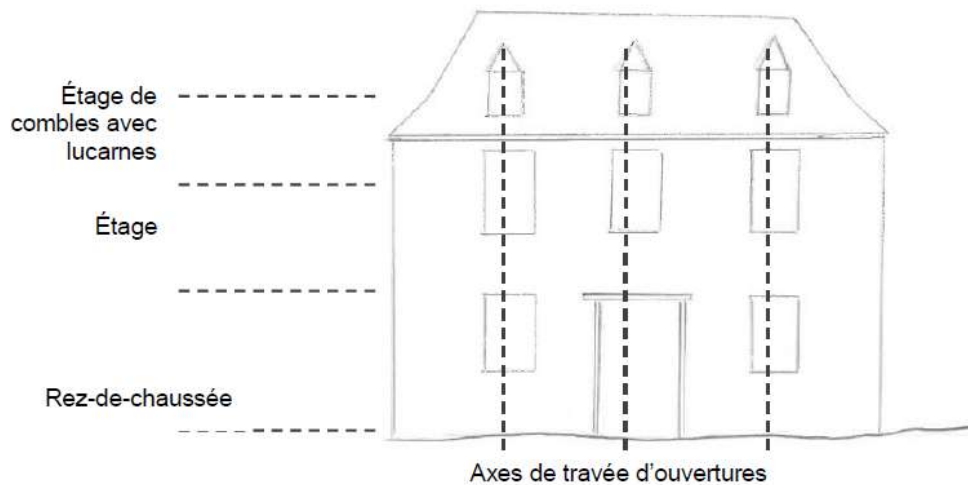 Étage de
combles avec
lucarnes
Étage
Rez-de-chaussée
Axes de travée d'ouvertures